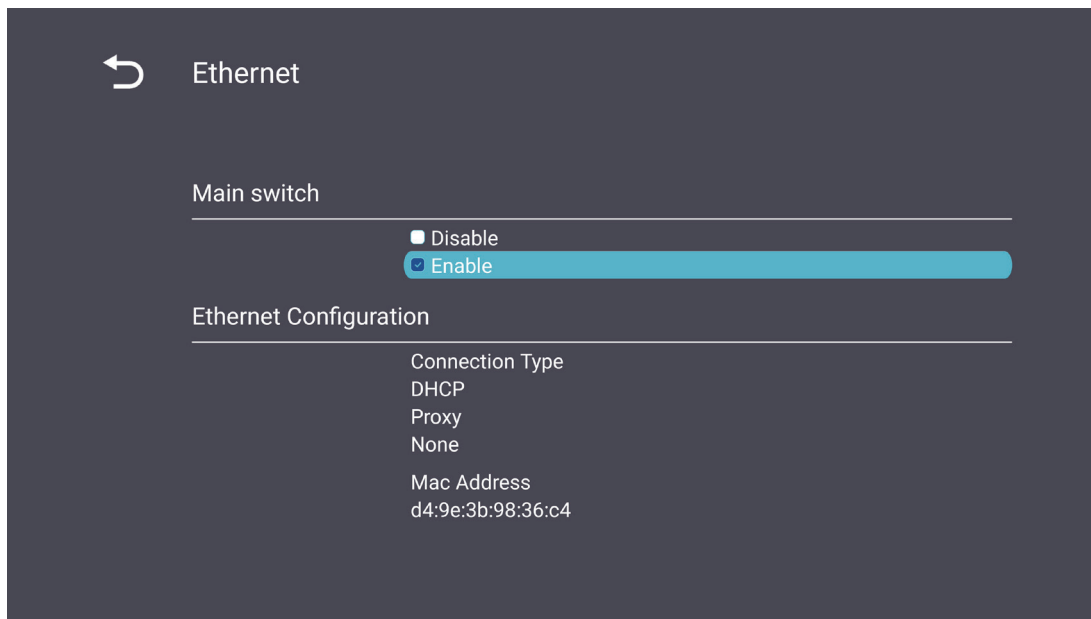 Ethernet
Main switch
Disable
Enable
Ethernet Configuration
Connection Type
DHCP
Proxy
None
Mac Address
d4:9e:3b:98:36:c4